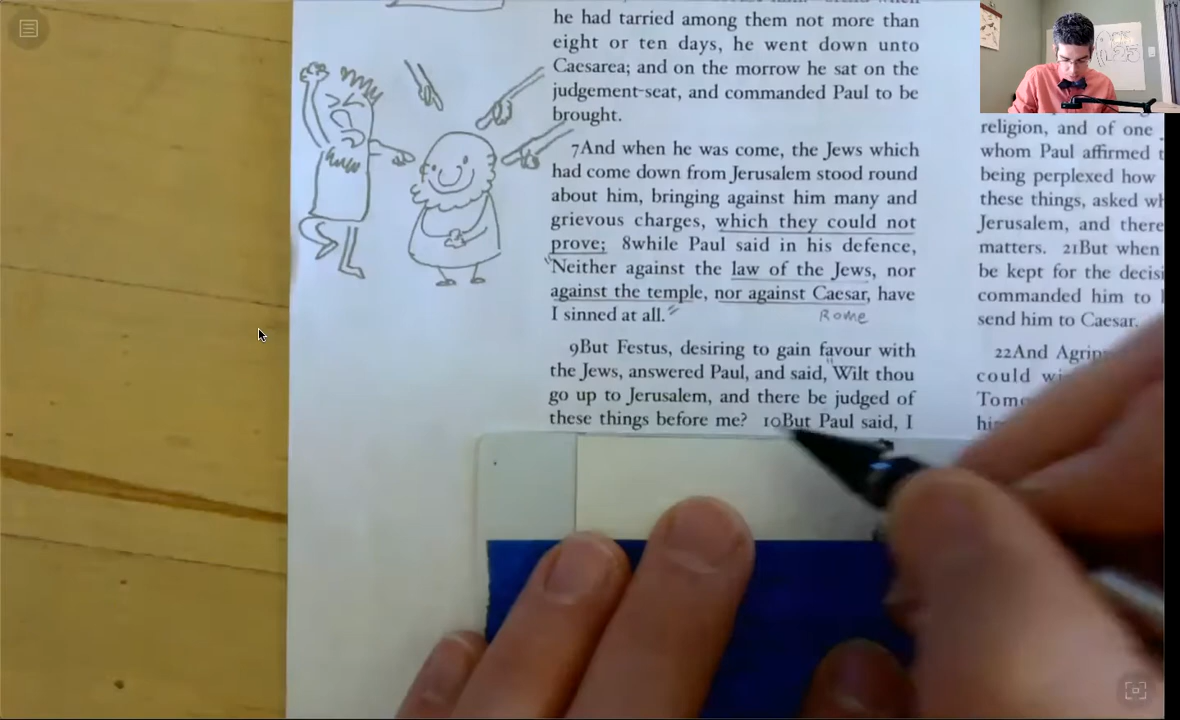 he had tarried among them not more than
eight or ten days, he went down unto
Caesarea; and on the morrow he sat on the
judgement-seat, and commanded Paul to be
brought.
7And when he was come, the Jews which
had come down from Jerusalem stood round
about him, bringing against him many and
grievous charges, which they could not
prove; 8while Paul said in his defence,
"Neither against the law of the Jews, nor
against the temple, nor against Caesar, have
I sinned at all."
Rome
9But Festus, desiring to gain favour with
the Jews, answered Paul, and said, "Wilt thou
go up to Jerusalem, and there be judged of
these things before me? 10But Paul said, I
religion, and of one
whom Paul affirmed
being perplexed how
these things, asked
Jerusalem, and there
matters. 21But when
be kept for the
commanded him to
send him to Caesar.
22And
could